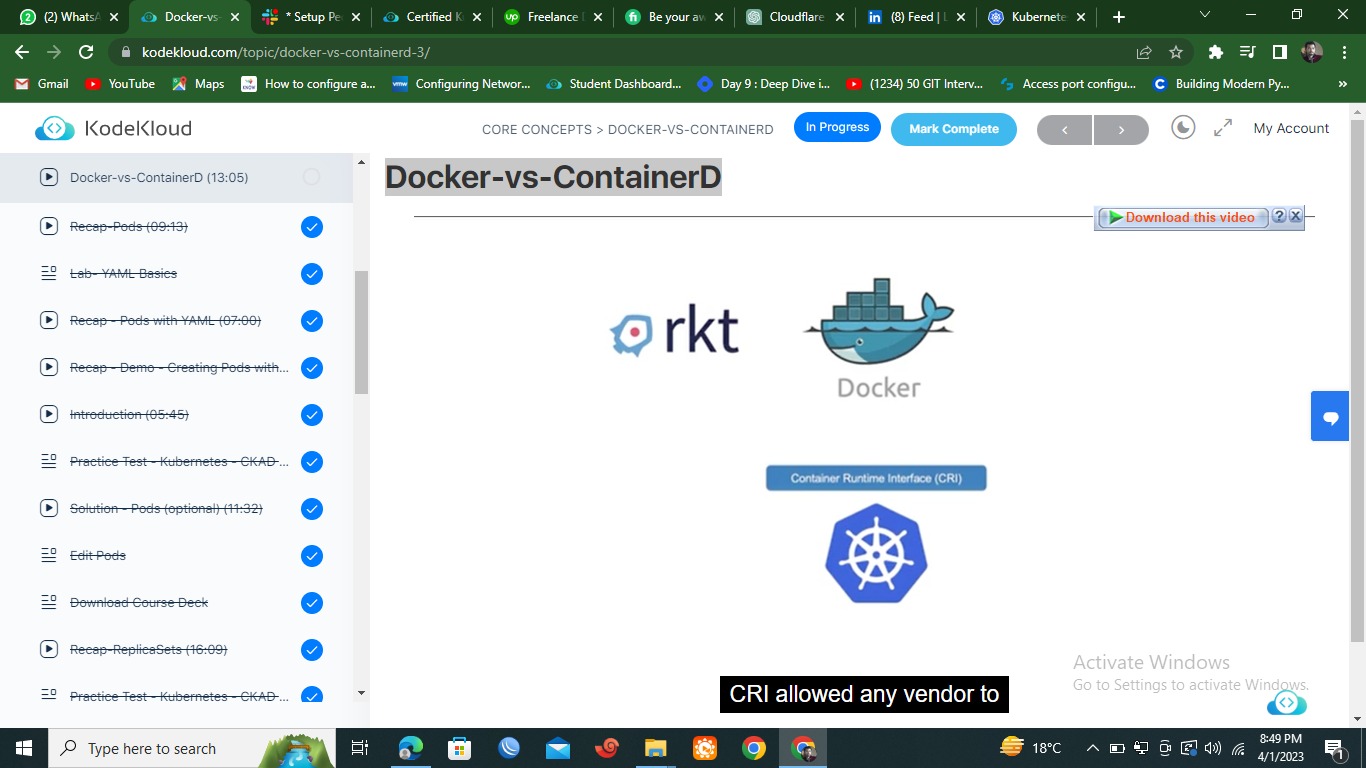 (2) WhatsA
Docker-vs-
* Setup Pe
Certified K
Freelance
Be your aw
Cloudflare
(8) Feed | L
Kubernete
kodekloud.com/topic/docker-vs-containerd-3/
Gmail
YouTube
Maps
How to configure a...
Configuring Networ...
Student Dashboard...
Day 9 : Deep Dive i...
(1234) 50 GIT Interv...
Access port configu...
Building Modern Py...
KodeKloud
CORE CONCEPTS > DOCKER-VS-CONTAINERD
In Progress
Mark Complete
My Account
Docker-vs-ContainerD (13:05)
Recap-Pods (09:13)
Lab- YAML Basics
Recap - Pods with YAML (07:00)
Recap - Demo - Creating Pods with...
Introduction (05:45)
Practice Test - Kubernetes - CKAD ...
Solution - Pods (optional) (11:32)
Edit Pods
Download Course Deck
Recap-ReplicaSets (16:09)
Practice Test - Kubernetes - CKAD ...
Docker-vs-ContainerD
Download this video
rkt
Docker
Container Runtime Interface (CRI)
CRI allowed any vendor to
Activate Windows
Go to Settings to activate Windows.
Type here to search
18°C
8:49 PM
4/1/2023
1